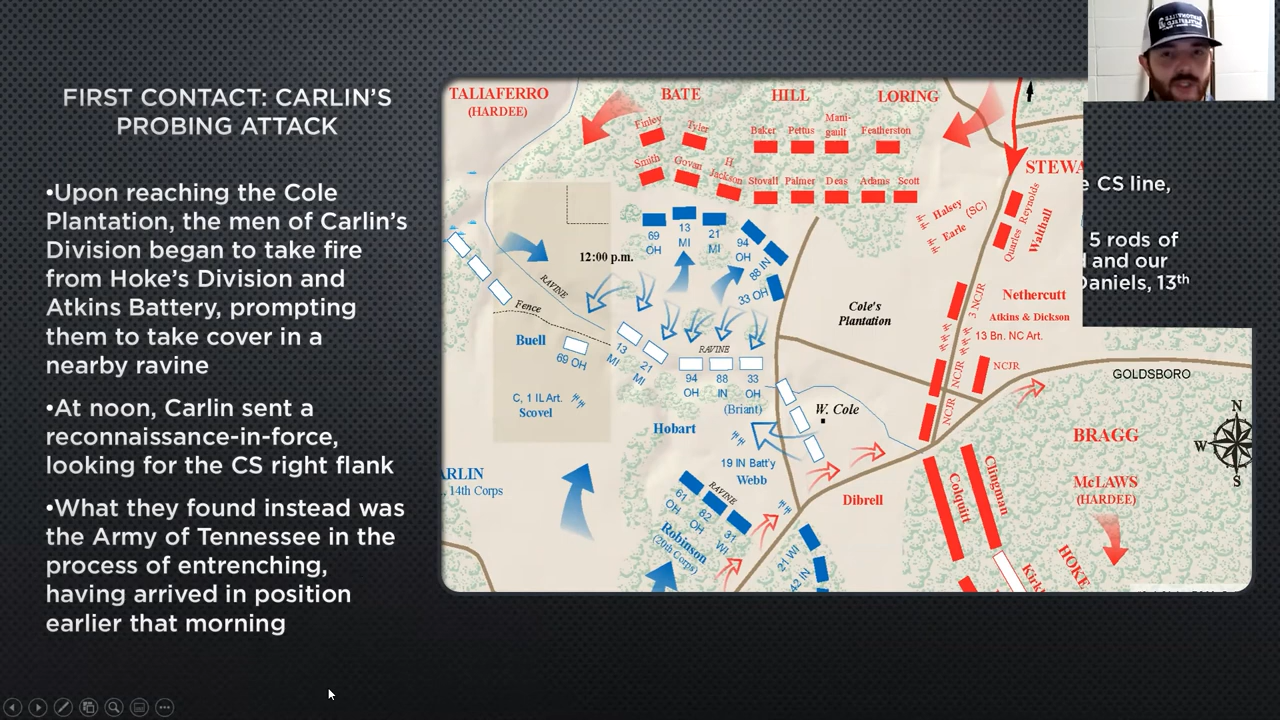 FIRST CONTACT: CARLIN'S
PROBING ATTACK
•Upon reaching the Cole
Plantation, the men of Carlin's
Division began to take fire
from Hoke's Division and
Atkins Battery, prompting
them to take cover in a
nearby ravine
•At noon, Carlin sent a
reconnaissance-in-force,
looking for the CS right flank
•What they found instead was
the Army of Tennessee in the
process of entrenching,
having arrived in position
earlier that morning
TALIAFERRO
(HARDEE)
BATE
HILL
LORING
Finley
Tyler
Baker
Pettus
Mani-
gault
Featherston
Smith
Govan
H.
Jackson
Stovall
Palmer
Deas
Adams
Scott
STEWA
CS line,
5 rods of
and our
Daniels, 13th
Halsey
(SC)
Earle
Reynolds
Quarles
Walthall
69
OH
13
MI
21
MI
94
OH
88 IN
33 OH
12:00 p.m.
RAVINE
Fence
Cole's
Plantation
3 NCJR
Nethercutt
Atkins & Dickson
13 Bn. NC Art.
Buell
69 OH
13
MI
21
MI
RAVINE
94
OH
88
IN
33
OH
(Briant)
NCJR
NCJR
NCJR
GOLDSBORO
C, 1 IL Art.
Scovel
Hobart
W. Cole
BRAGG
N
W
E
S
19 IN Batt'y
Webb
ARLIN
14th Corps
RAVINE
61
OH
82
OH
31
WI
Robinson
(20th Corps)
Dibrell
Colquitt
Clingman
McLAWS
(HARDEE)
21 WI
42 IN
Kirk
HOKE